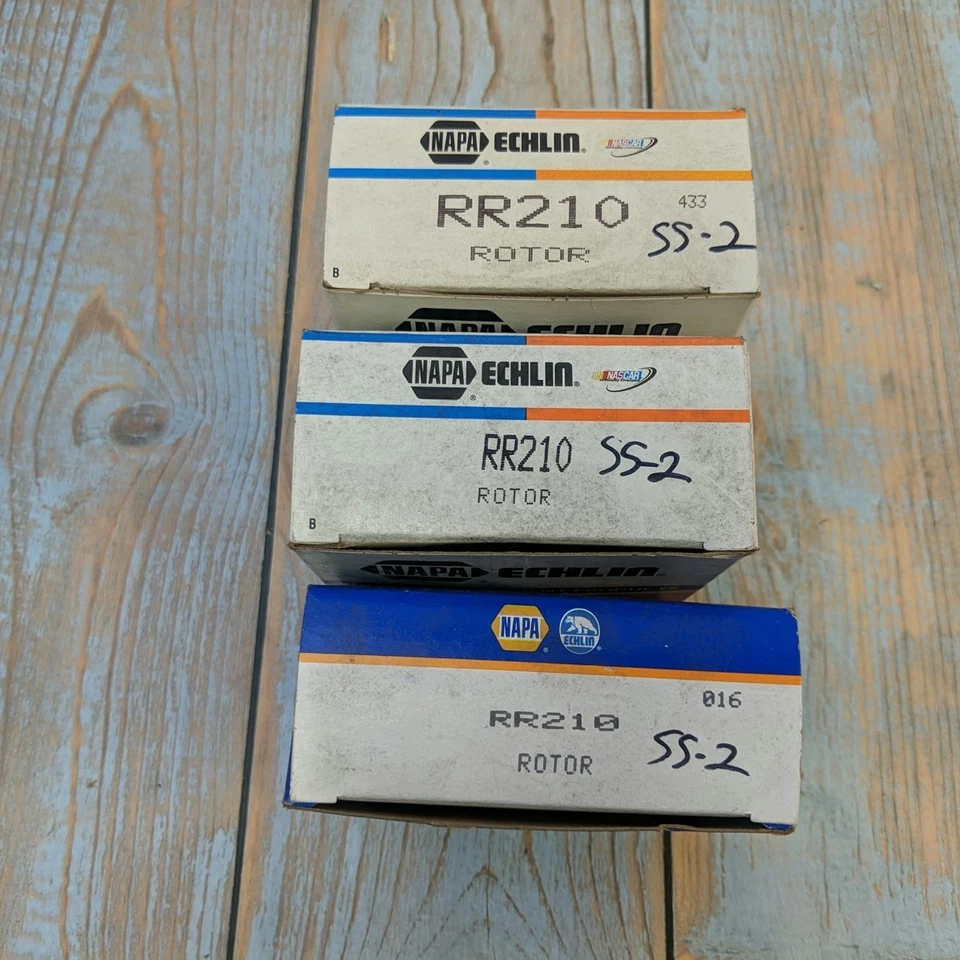 NAPA ECHLIN NASCAR
RR210 433
SS-2
ROTOR
B
NAPA ECHLIN
NAPA ECHLIN NASCAR
RR210 SS-2
ROTOR
B
NAPA ECHLIN
NAPA ECHLIN
016
RR210
SS-2
ROTOR